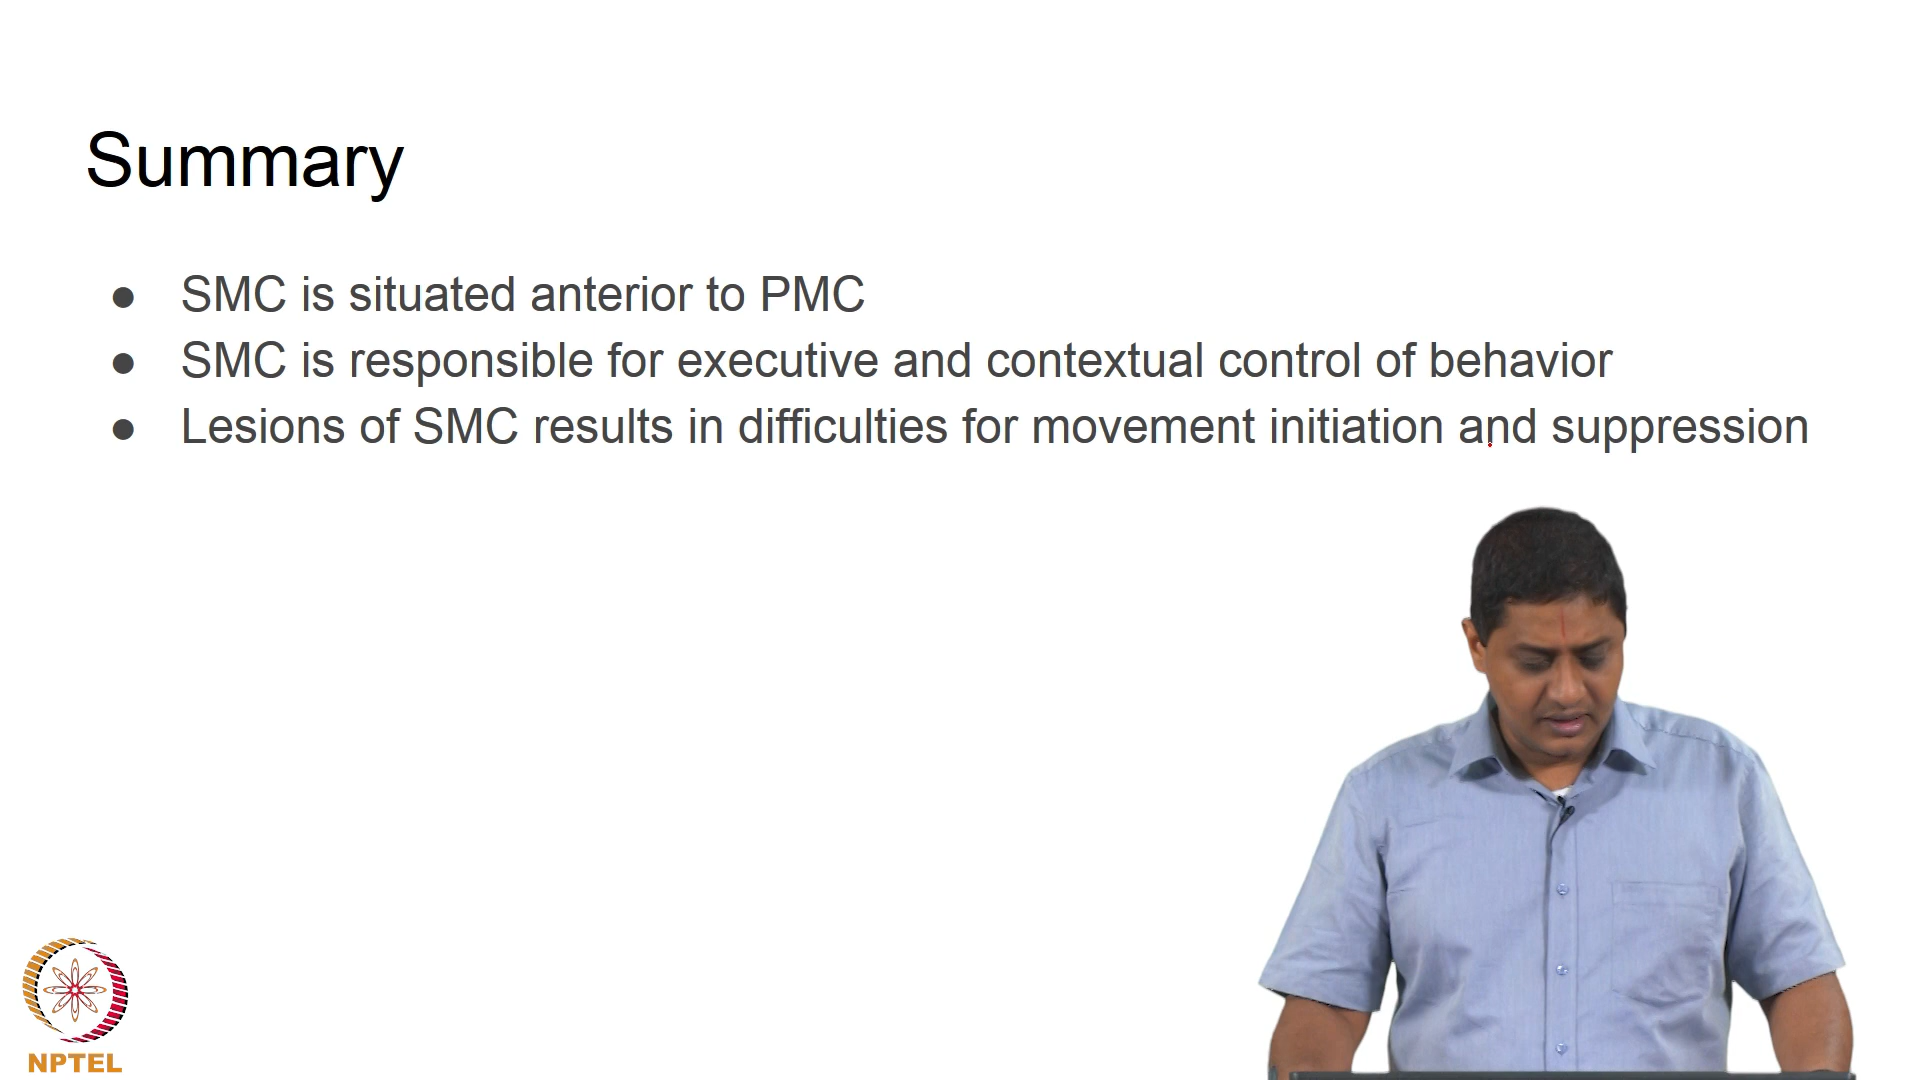 Summary
● SMC is situated anterior to PMC
● SMC is responsible for executive and contextual control of behavior
● Lesions of SMC results in difficulties for movement initiation and suppression
NPTEL